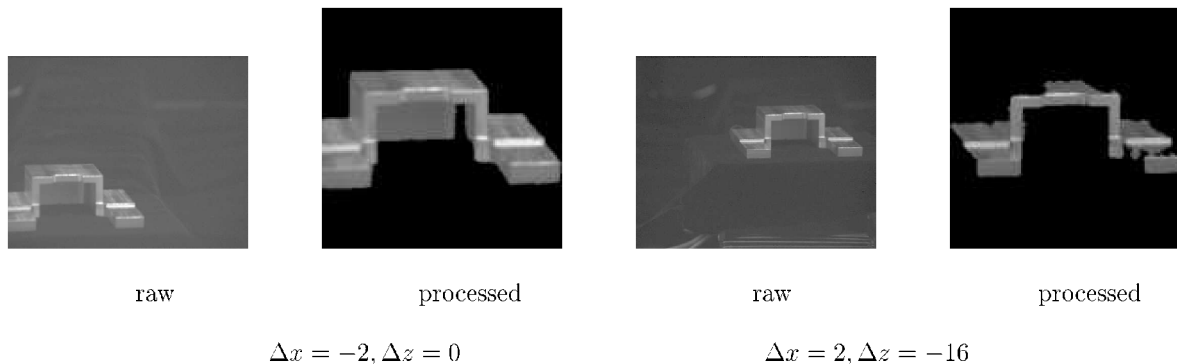 raw processed raw processed
Δx = −2, Δz = 0 Δx = 2, Δz = −16